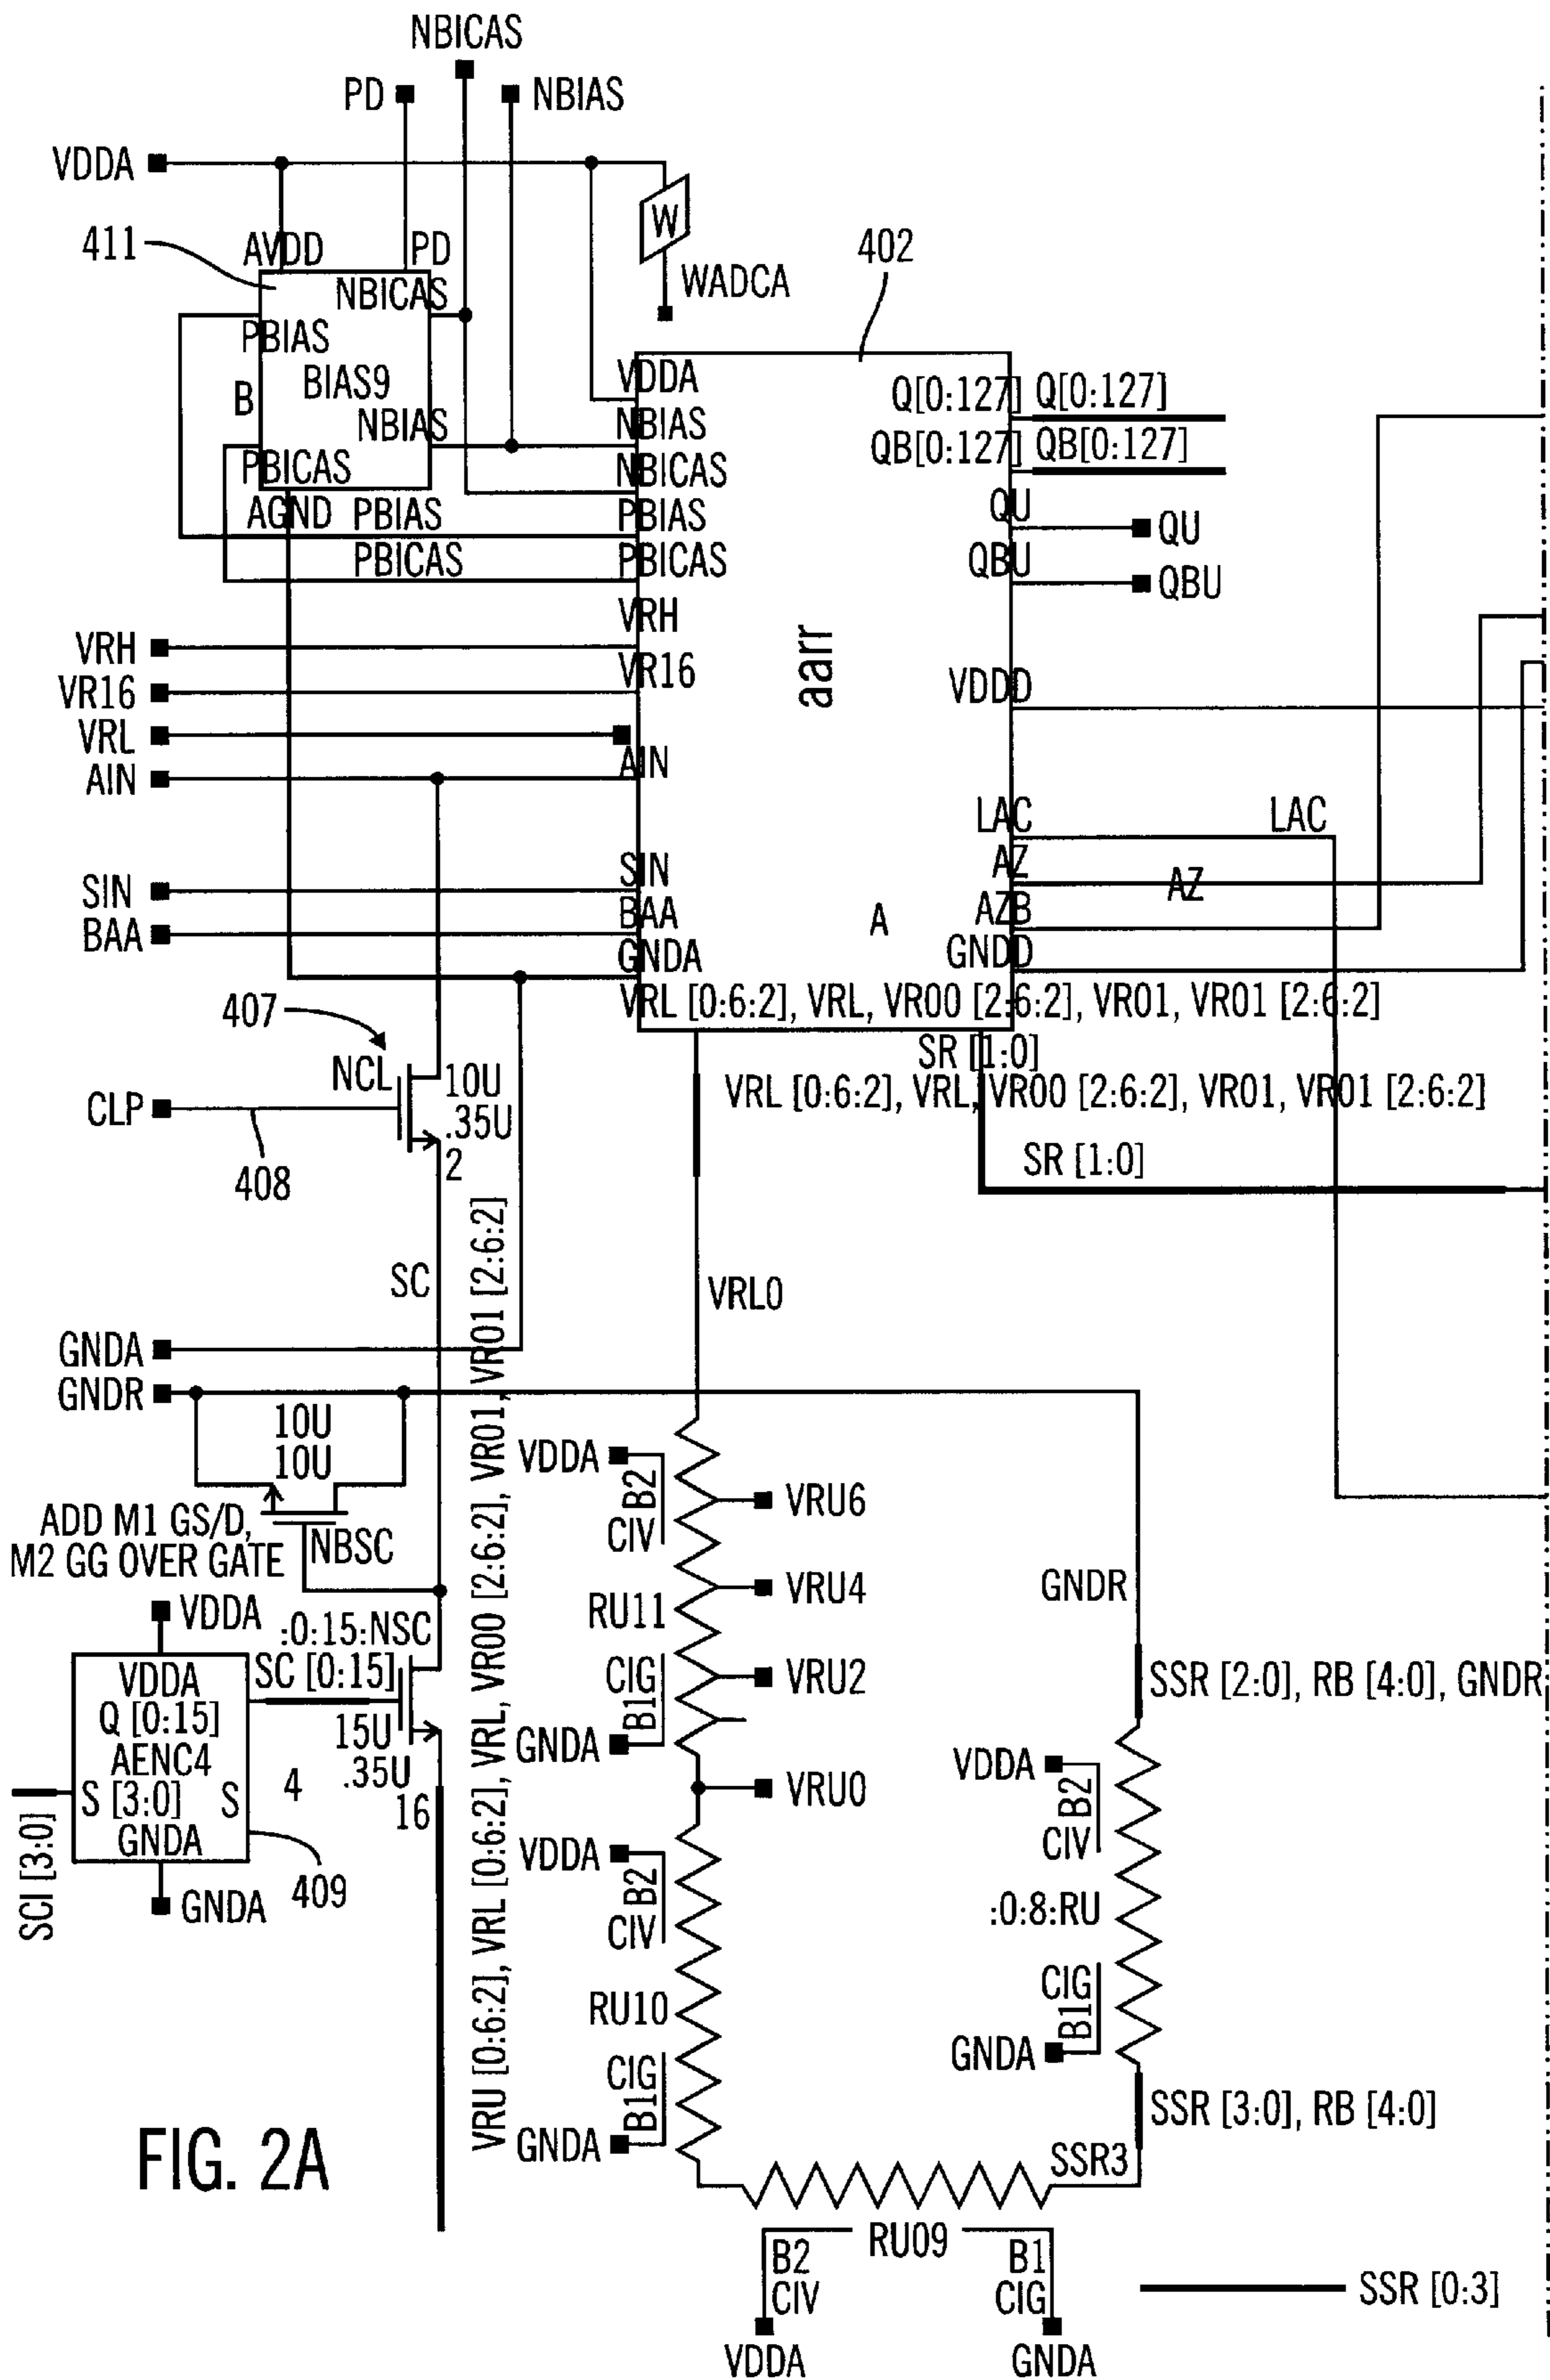 NBICAS
PD
NBIAS
VDDA
411
AVDD
PD
W
WADCA
402
NBICAS
PBIAS
BIAS9
B
NBIAS
PBICAS
AGND
PBIAS
PBICAS
VDDA
NBIAS
NBICAS
PBIAS
PBICAS
VRH
VR16
AIN
SIN
BAA
GNDA
aarr
A
Q[0:127]
Q[0:127]
QB[0:127]
QB[0:127]
QU
QU
QBU
QBU
VDDD
LAC
LAC
AZ
AZ
AZB
GNDD
VRH
VR16
VRL
AIN
SIN
BAA
VRL [0:6:2], VRL, VR00 [2:6:2], VR01, VR01 [2:6:2]
SR [1:0]
VRL [0:6:2], VRL, VR00 [2:6:2], VR01, VR01 [2:6:2]
SR [1:0]
407
NCL
10U
.35U
2
CLP
408
SC
VRL0
GNDA
GNDR
10U
10U
ADD M1 GS/D,
M2 GG OVER GATE
NBSC
VDDA
:0:15:NSC
SC [0:15]
VDDA
Q [0:15]
AENC4
S [3:0]
S
GNDA
4
15U
.35U
16
SCI [3:0]
409
GNDA
VRU [0:6:2], VRL [0:6:2], VRL, VR00 [2:6:2], VR01, VR01 [2:6:2]
VDDA
B2
CIV
VRU6
VRU4
RU11
CIG
B1
VRU2
GNDA
VRU0
VDDA
B2
CIV
RU10
CIG
B1
GNDA
GNDR
SSR [2:0], RB [4:0], GNDR
VDDA
B2
CIV
:0:8:RU
CIG
B1
GNDA
SSR [3:0], RB [4:0]
SSR3
RU09
B2
CIV
B1
CIG
VDDA
GNDA
SSR [0:3]
FIG. 2A